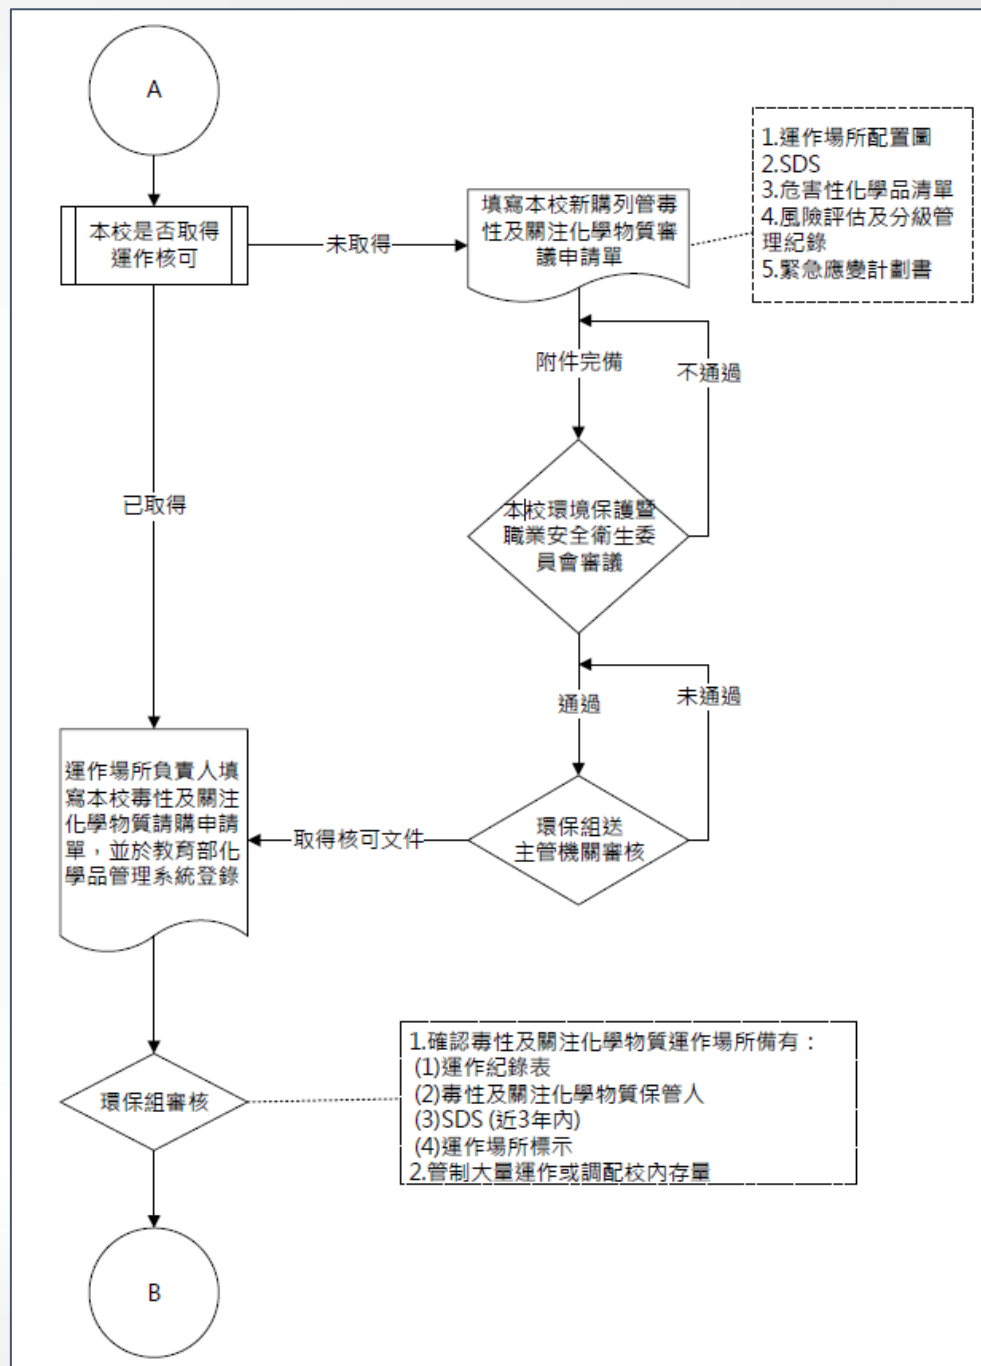 A
本校是否取得
運作核可
未取得
填寫本校新購列管毒
性及關注化學物質審
議申請單
1.運作場所配置圖
2.SDS
3.危害性化學品清單
4.風險評估及分級管
理紀錄
5.緊急應變計劃書
附件完備
不通過
已取得
本校環境保護暨
職業安全衛生委
員會審議
通過
未通過
運作場所負責人填
寫本校毒性及關注
化學物質請購申請
單，並於教育部化
學品管理系統登錄
取得核可文件
環保組送
主管機關審核
環保組審核
1.確認毒性及關注化學物質運作場所備有：
(1)運作紀錄表
(2)毒性及關注化學物質保管人
(3)SDS (近3年內)
(4)運作場所標示
2.管制大量運作或調配校內存量
B